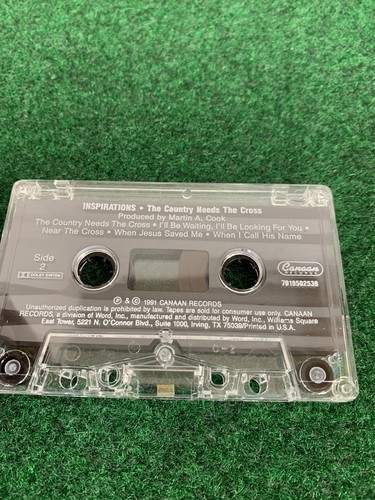 INSPIRATIONS • The Country Needs The Cross
Produced by Martin A. Cook
The Country Needs The Cross • I'll Be Waiting, I'll Be Looking For You •
Near The Cross • When Jesus Saved Me • When I Call His Name
Side
2
DOLBY SYSTEM
Canaan
RECORDS
7019502538
℗ & © 1991 CANAAN RECORDS
Unauthorized duplication is prohibited by law. Tapes are sold for consumer use only. CANAAN
RECORDS, a division of Word, Inc., manufactured and distributed by Word, Inc., Williams Square
East Tower, 5221 N. O'Connor Blvd., Suite 1000, Irving, TX 75039/Printed in U.S.A.